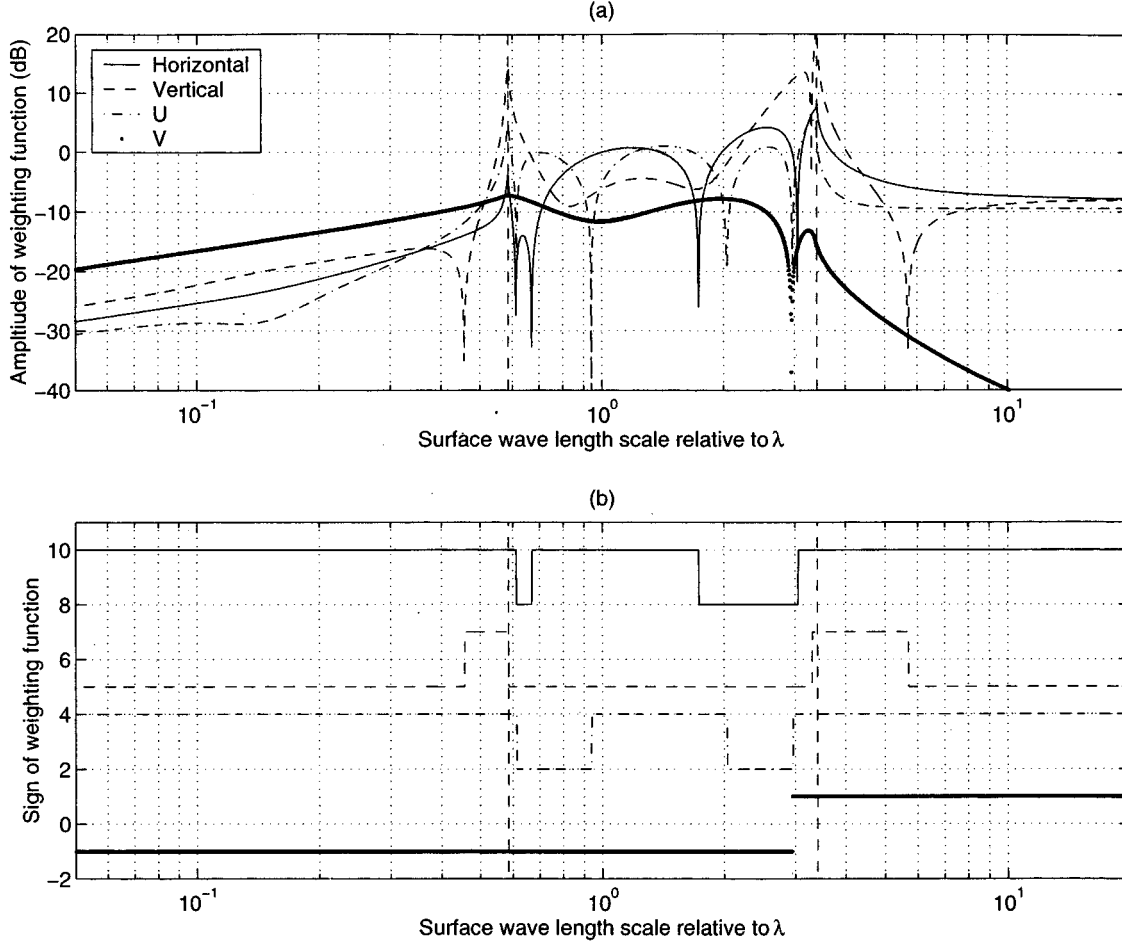 (a)
Amplitude of weighting function (dB)
20
10
0
−10
−20
−30
−40
Horizontal
Vertical
U
V
10⁻¹
10⁰
10¹
Surface wave length scale relative to λ
(b)
Sign of weighting function
10
8
6
4
2
0
−2
10⁻¹
10⁰
10¹
Surface wave length scale relative to λ